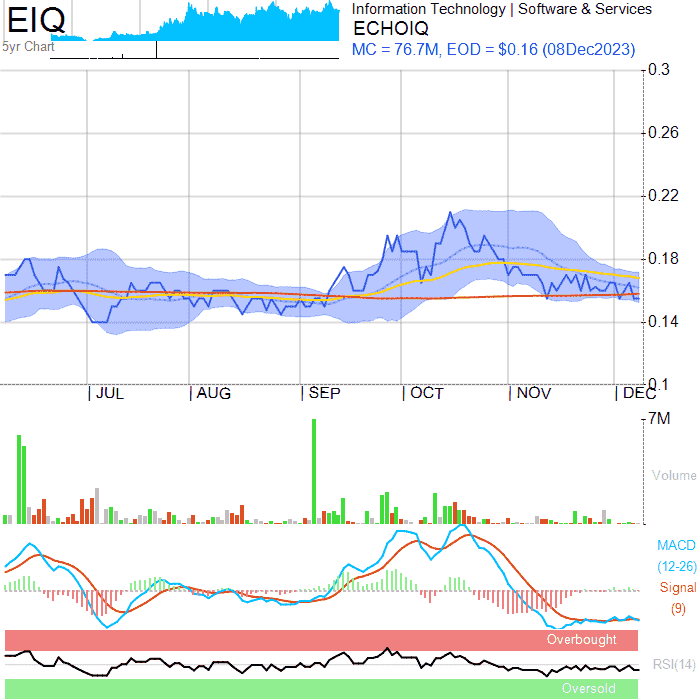 EIQ
5yr Chart
Information Technology | Software & Services
ECHOIQ
MC = 76.7M, EOD = $0.16 (08Dec2023)
0.3
0.26
0.22
0.18
0.14
0.1
JUL
AUG
SEP
OCT
NOV
DEC
7M
Volume
MACD
(12-26)
Signal
(9)
Overbought
RSI(14)
Oversold